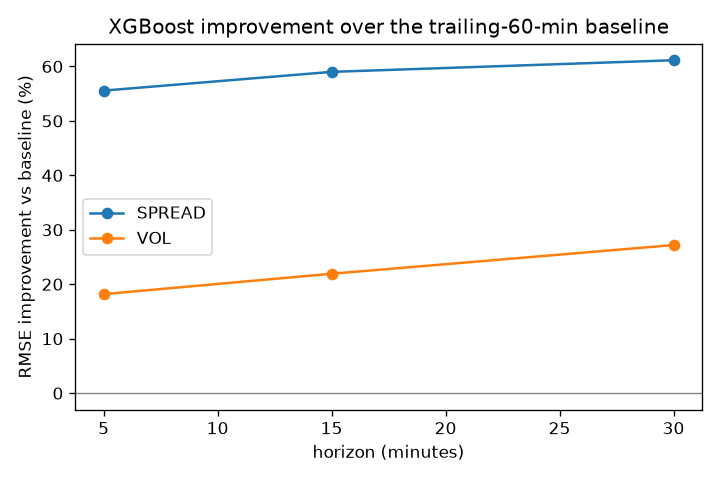 XGBoost improvement over the trailing-60-min baseline
RMSE improvement vs baseline (%)
60
50
40
30
20
10
0
SPREAD
VOL
5
10
15
20
25
30
horizon (minutes)